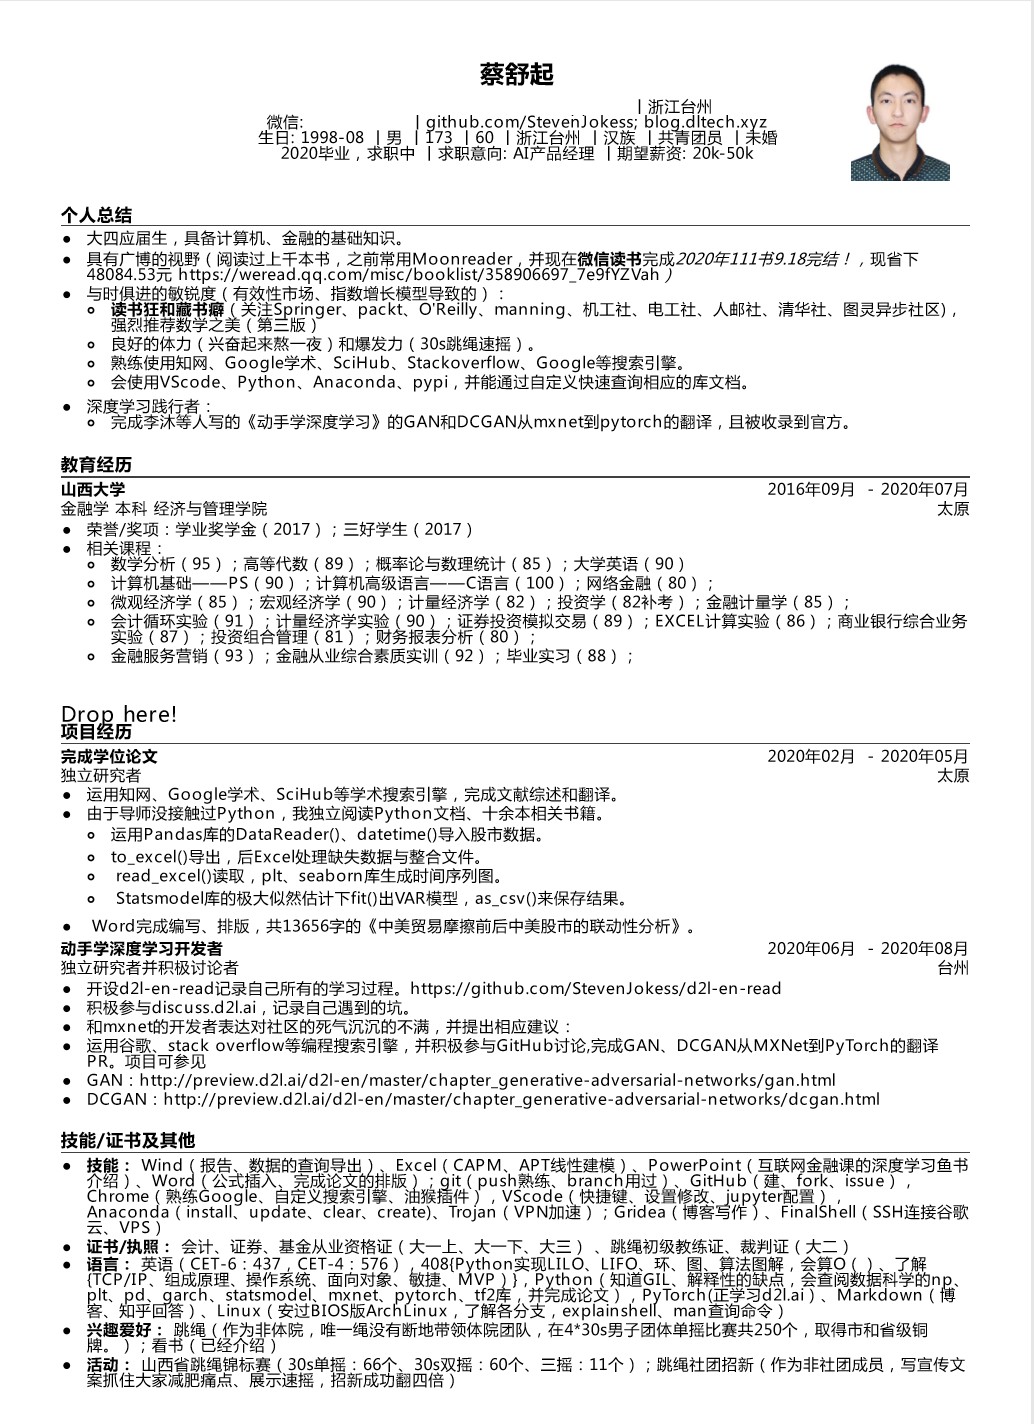 蔡舒起
| 浙江台州
微信: | github.com/StevenJokess; blog.dltech.xyz
生日: 1998-08 | 男 | 173 | 60 | 浙江台州 | 汉族 | 共青团员 | 未婚
2020毕业，求职中 | 求职意向: AI产品经理 | 期望薪资: 20k-50k
个人总结
● 大四应届生，具备计算机、金融的基础知识。
● 具有广博的视野（阅读过上千本书，之前常用Moonreader，并现在微信读书完成2020年111书9.18完结！，现省下
48084.53元 https://weread.qq.com/misc/booklist/358906697_7e9fYZVah）
● 与时俱进的敏锐度（有效性市场、指数增长模型导致的）：
读书狂和藏书癖（关注Springer、packt、O'Reilly、manning、机工社、电工社、人邮社、清华社、图灵异步社区)，
强烈推荐数学之美（第三版）
良好的体力（兴奋起来熬一夜）和爆发力（30s跳绳速摇）。
熟练使用知网、Google学术、SciHub、Stackoverflow、Google等搜索引擎。
会使用VScode、Python、Anaconda、pypi，并能通过自定义快速查询相应的库文档。
● 深度学习践行者：
完成李沐等人写的《动手学深度学习》的GAN和DCGAN从mxnet到pytorch的翻译，且被收录到官方。
教育经历
山西大学 2016年09月 - 2020年07月
金融学 本科 经济与管理学院 太原
● 荣誉/奖项：学业奖学金（2017）；三好学生（2017）
● 相关课程：
数学分析（95）；高等代数（89）；概率论与数理统计（85）；大学英语（90）
计算机基础——PS（90）；计算机高级语言——C语言（100）；网络金融（80）；
微观经济学（85）；宏观经济学（90）；计量经济学（82）；投资学（82补考）；金融计量学（85）；
会计循环实验（91）；计量经济学实验（90）；证券投资模拟交易（89）；EXCEL计算实验（86）；商业银行综合业务
实验（87）；投资组合管理（81）；财务报表分析（80）；
金融服务营销（93）；金融从业综合素质实训（92）；毕业实习（88）；
Drop here!
项目经历
完成学位论文 2020年02月 - 2020年05月
独立研究者 太原
● 运用知网、Google学术、SciHub等学术搜索引擎，完成文献综述和翻译。
● 由于导师没接触过Python，我独立阅读Python文档、十余本相关书籍。
运用Pandas库的DataReader()、datetime()导入股市数据。
to_excel()导出，后Excel处理缺失数据与整合文件。
read_excel()读取，plt、seaborn库生成时间序列图。
Statsmodel库的极大似然估计下fit()出VAR模型，as_csv()来保存结果。
● Word完成编写、排版，共13656字的《中美贸易摩擦前后中美股市的联动性分析》。
动手学深度学习开发者 2020年06月 - 2020年08月
独立研究者并积极讨论者 台州
● 开设d2l-en-read记录自己所有的学习过程。https://github.com/StevenJokess/d2l-en-read
● 积极参与discuss.d2l.ai，记录自己遇到的坑。
● 和mxnet的开发者表达对社区的死气沉沉的不满，并提出相应建议：
● 运用谷歌、stack overflow等编程搜索引擎，并积极参与GitHub讨论,完成GAN、DCGAN从MXNet到PyTorch的翻译
PR。项目可参见
● GAN：http://preview.d2l.ai/d2l-en/master/chapter_generative-adversarial-networks/gan.html
● DCGAN：http://preview.d2l.ai/d2l-en/master/chapter_generative-adversarial-networks/dcgan.html
技能/证书及其他
● 技能： Wind（报告、数据的查询导出）、Excel（CAPM、APT线性建模）、PowerPoint（互联网金融课的深度学习鱼书
介绍）、Word（公式插入、完成论文的排版）；git（push熟练、branch用过）、GitHub（建、fork、issue），
Chrome（熟练Google、自定义搜索引擎、油猴插件），VScode（快捷键、设置修改、jupyter配置），
Anaconda（install、update、clear、create)、Trojan（VPN加速）；Gridea（博客写作）、FinalShell（SSH连接谷歌
云、VPS）
● 证书/执照： 会计、证券、基金从业资格证（大一上、大一下、大三） 、跳绳初级教练证、裁判证（大二）
● 语言： 英语（CET-6：437，CET-4：576），408{Python实现LILO、LIFO、环、图、算法图解，会算O（）、了解
{TCP/IP、组成原理、操作系统、面向对象、敏捷、MVP）}，Python（知道GIL、解释性的缺点，会查阅数据科学的np、
plt、pd、garch、statsmodel、mxnet、pytorch、tf2库，并完成论文），PyTorch(正学习d2l.ai）、Markdown（博
客、知乎回答）、Linux（安过BIOS版ArchLinux，了解各分支，explainshell、man查询命令）
● 兴趣爱好： 跳绳（作为非体院，唯一绳没有断地带领体院团队，在4*30s男子团体单摇比赛共250个，取得市和省级铜
牌。）；看书（已经介绍）
● 活动： 山西省跳绳锦标赛（30s单摇：66个、30s双摇：60个、三摇：11个）；跳绳社团招新（作为非社团成员，写宣传文
案抓住大家减肥痛点、展示速摇，招新成功翻四倍）